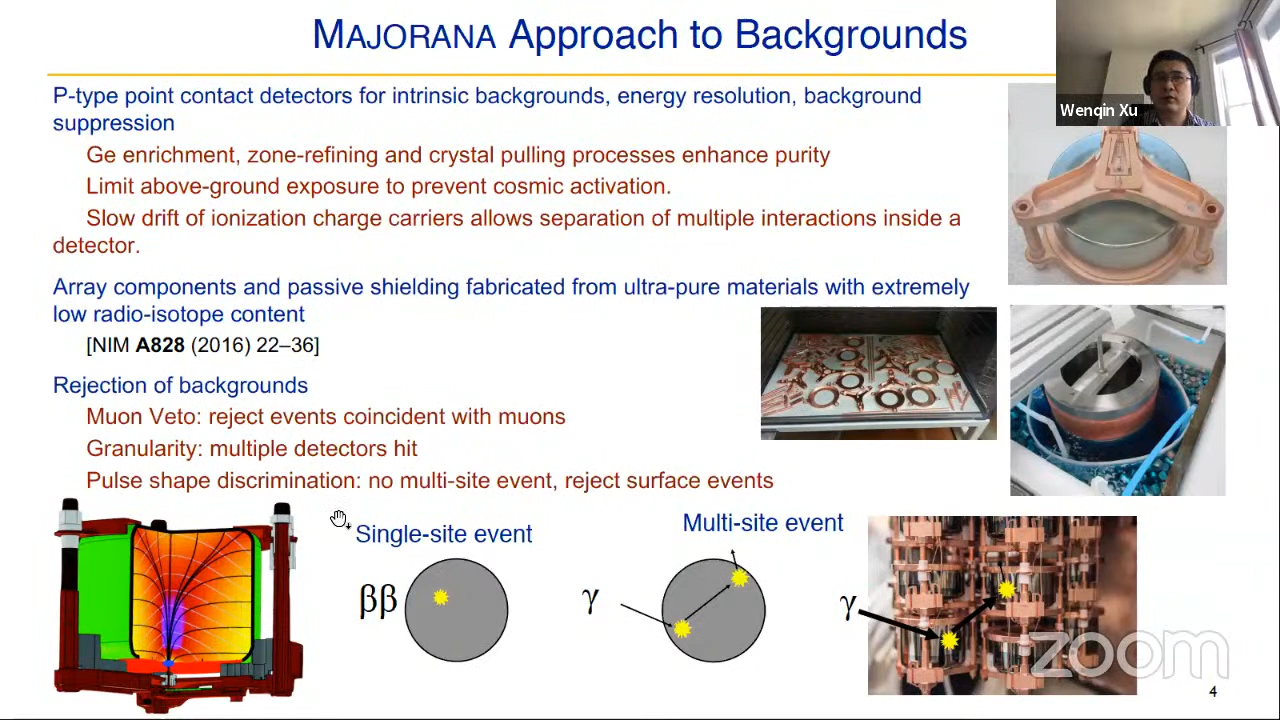 MAJORANA Approach to Backgrounds
Wenqin Xu
P-type point contact detectors for intrinsic backgrounds, energy resolution, background
suppression
Ge enrichment, zone-refining and crystal pulling processes enhance purity
Limit above-ground exposure to prevent cosmic activation.
Slow drift of ionization charge carriers allows separation of multiple interactions inside a
detector.
Array components and passive shielding fabricated from ultra-pure materials with extremely
low radio-isotope content
[NIM A828 (2016) 22–36]
Rejection of backgrounds
Muon Veto: reject events coincident with muons
Granularity: multiple detectors hit
Pulse shape discrimination: no multi-site event, reject surface events
Single-site event
Multi-site event
ββ
γ
γ
zoom
4